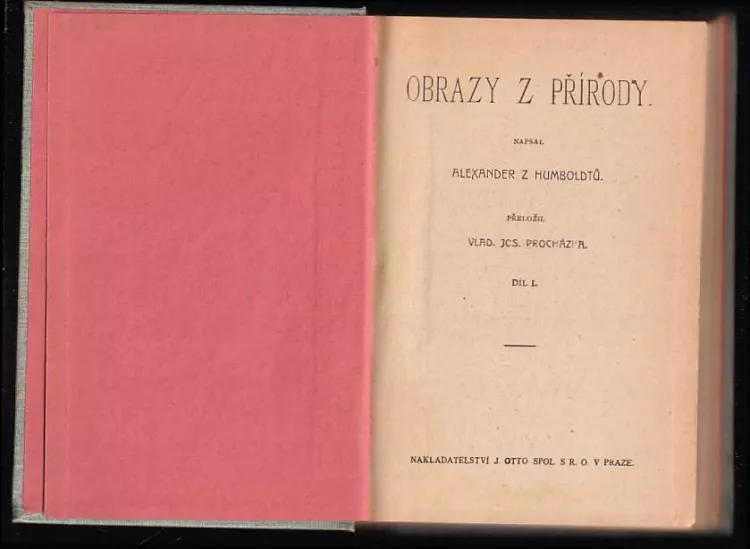 OBRAZY Z PŘÍRODY.
NAPSAL
ALEXANDER Z HUMBOLDTŮ.
PŘELOŽIL
VLAD. JOS. PROCHÁZKA.
DÍL I.
NAKLADATELSTVÍ J. OTTO SPOL. S R. O. V PRAZE.